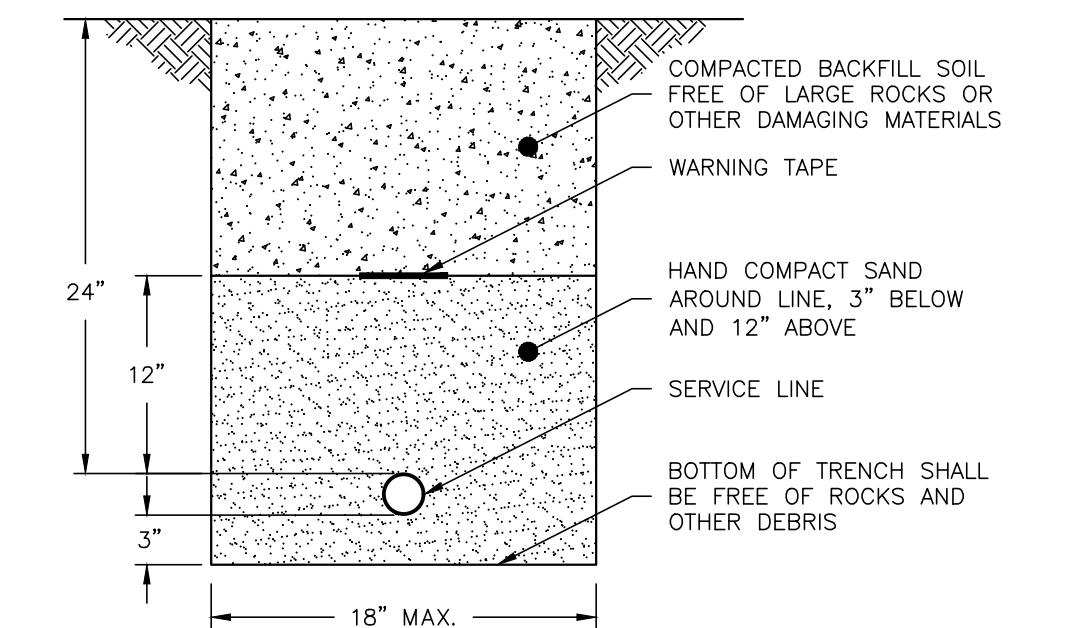 COMPACTED BACKFILL SOIL
FREE OF LARGE ROCKS OR
OTHER DAMAGING MATERIALS
WARNING TAPE
HAND COMPACT SAND
AROUND LINE, 3” BELOW
AND 12” ABOVE
SERVICE LINE
BOTTOM OF TRENCH SHALL
BE FREE OF ROCKS AND
OTHER DEBRIS
24”
12”
3”
18” MAX.